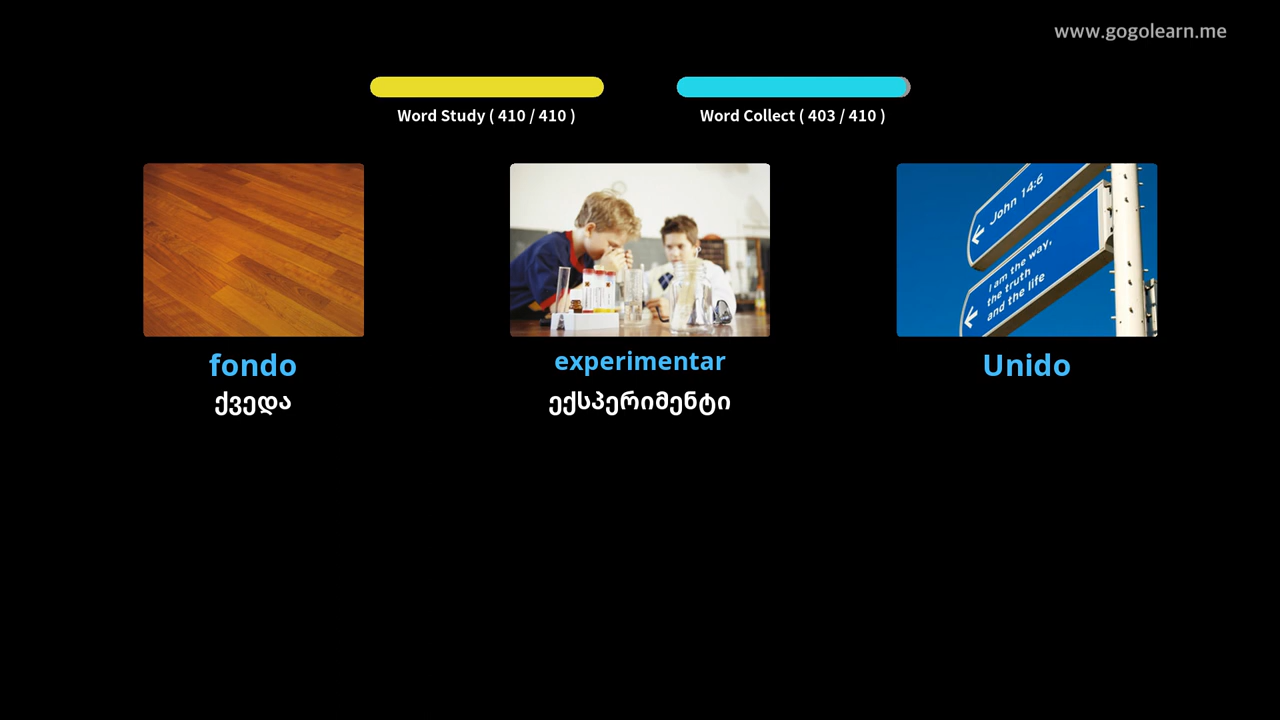 www.gogolearn.me
Word Study ( 410 / 410 )
Word Collect ( 403 / 410 )
John 14:6
I am the way,
the truth
and the life
fondo
experimentar
Unido
ქვედა
ექსპერიმენტი